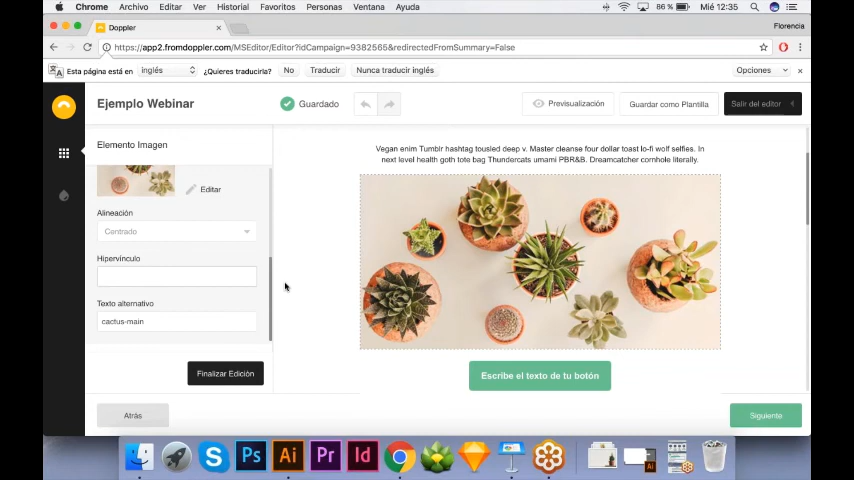 Chrome Archivo Editar Ver Historial Favoritos Personas Ventana Ayuda 86 % Mié 12:35
Doppler Florencia
https://app2.fromdoppler.com/MSEditor/Editor?idCampaign=9382565&redirectedFromSummary=False
Esta página está en inglés ¿Quieres traducirla? No Traducir Nunca traducir inglés Opciones
Ejemplo Webinar Guardado Previsualización Guardar como Plantilla Salir del editor
Elemento Imagen
Vegan enim Tumblr hashtag tousled deep v. Master cleanse four dollar toast lo-fi wolf selfies. In
next level health goth tote bag Thundercats umami PBR&B. Dreamcatcher cornhole literally.
Editar
Alineación
Centrado
Hipervínculo
Texto alternativo
cactus-main
Finalizar Edición
Escribe el texto de tu botón
Atrás Siguiente
Ps Ai Pr Id
Ai